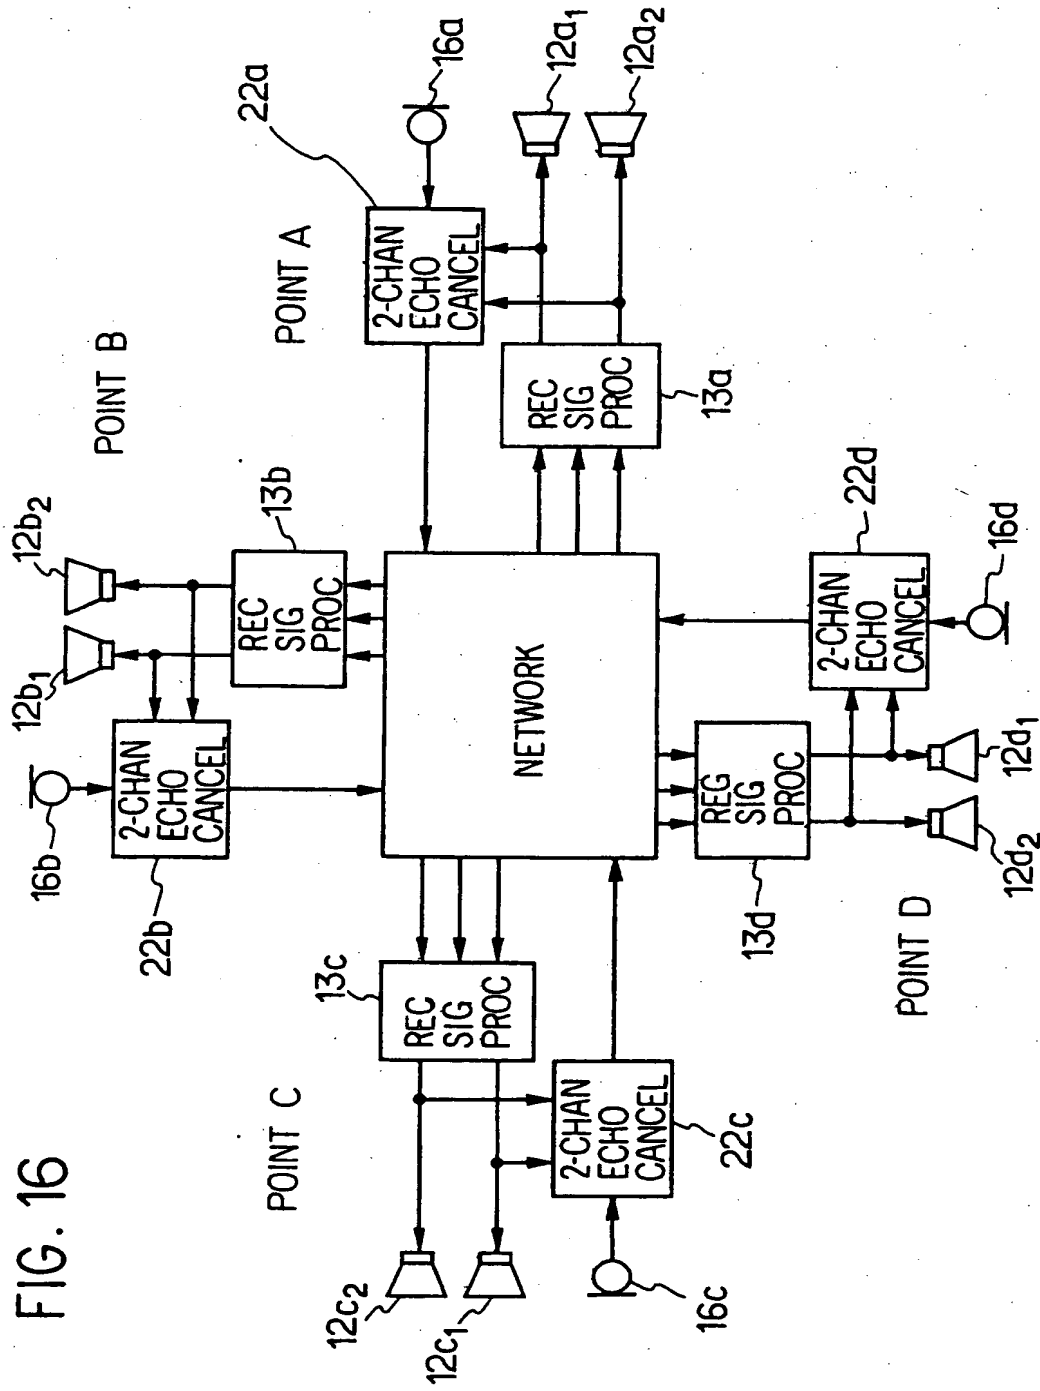 FIG. 16
POINT A
POINT B
POINT C
POINT D
NETWORK
22a
2-CHAN
ECHO
CANCEL
16a
12a1
12a2
REC
SIG
PROC
13a
12b2
12b1
13b
REC
SIG
PROC
16b
2-CHAN
ECHO
CANCEL
22b
13c
REC
SIG
PROC
12c2
12c1
2-CHAN
ECHO
CANCEL
22c
16c
22d
2-CHAN
ECHO
CANCEL
16d
REG
SIG
PROC
13d
12d1
12d2